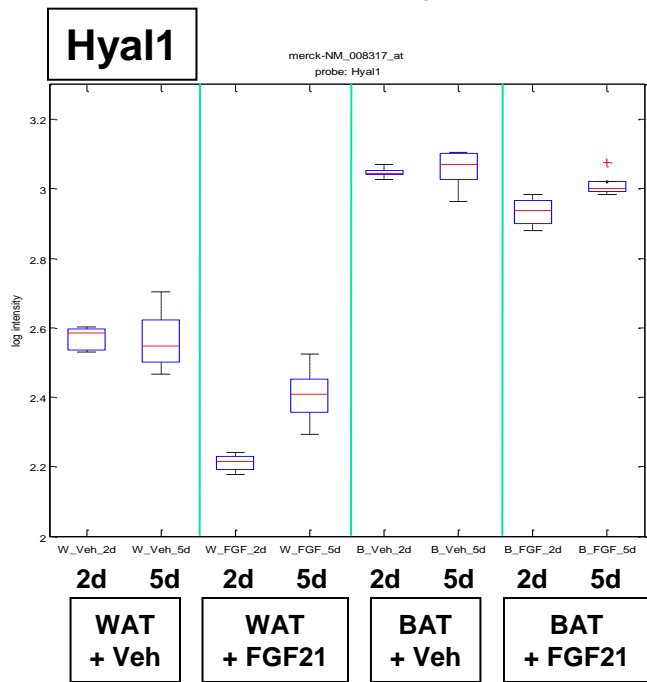 Hyal1
merck-NM_008317_at
probe: Hyal1
3.2
3
2.8
2.6
2.4
2.2
2
log intensity
W_Veh_2d W_Veh_5d W_FGF_2d W_FGF_5d B_Veh_2d B_Veh_5d B_FGF_2d B_FGF_5d
2d 5d 2d 5d 2d 5d 2d 5d
WAT WAT BAT BAT
+ Veh + FGF21 + Veh + FGF21